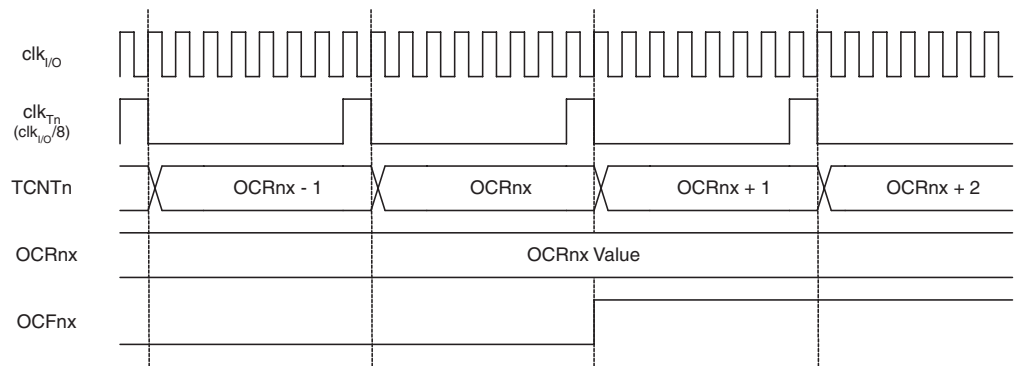 clkI/O
clkTn
(clkI/O/8)
TCNTn
OCRnx - 1
OCRnx
OCRnx + 1
OCRnx + 2
OCRnx
OCRnx Value
OCFnx